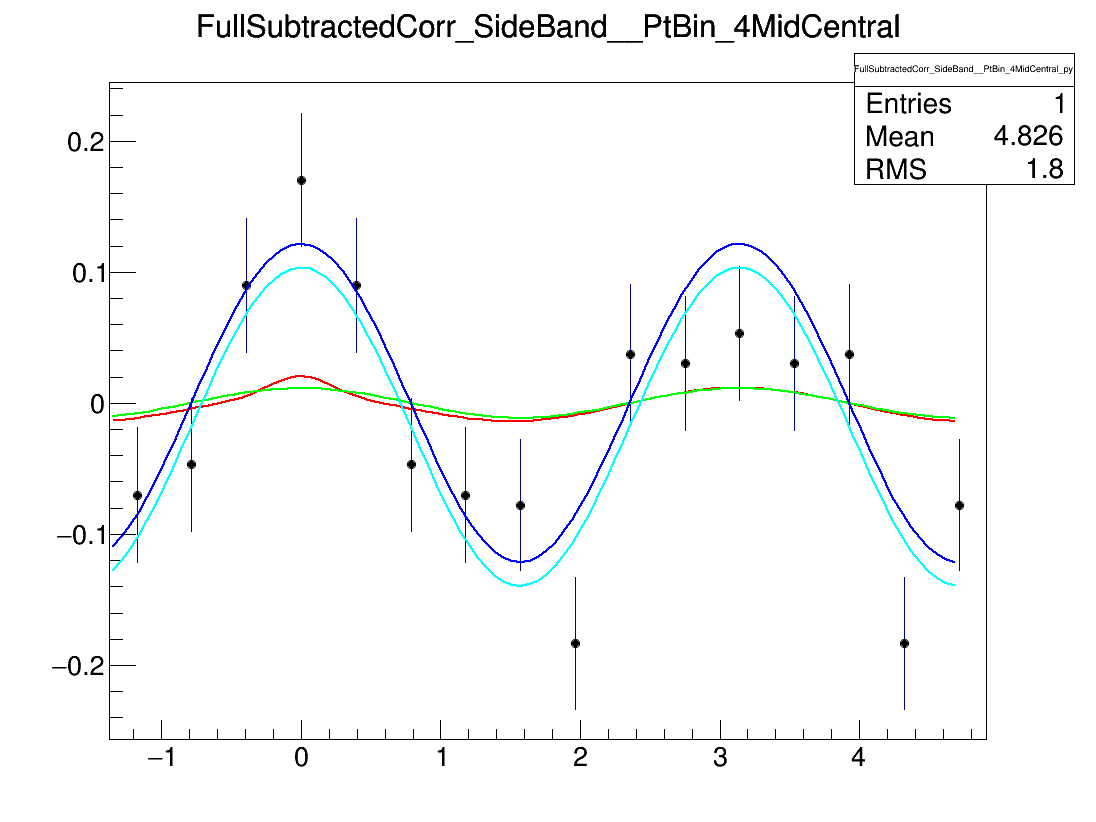 FullSubtractedCorr_SideBand__PtBin_4MidCentral
FullSubtractedCorr_SideBand__PtBin_4MidCentral_py
Entries 1
Mean 4.826
RMS 1.8
0.2
0.1
0
−0.1
−0.2
−1 0 1 2 3 4